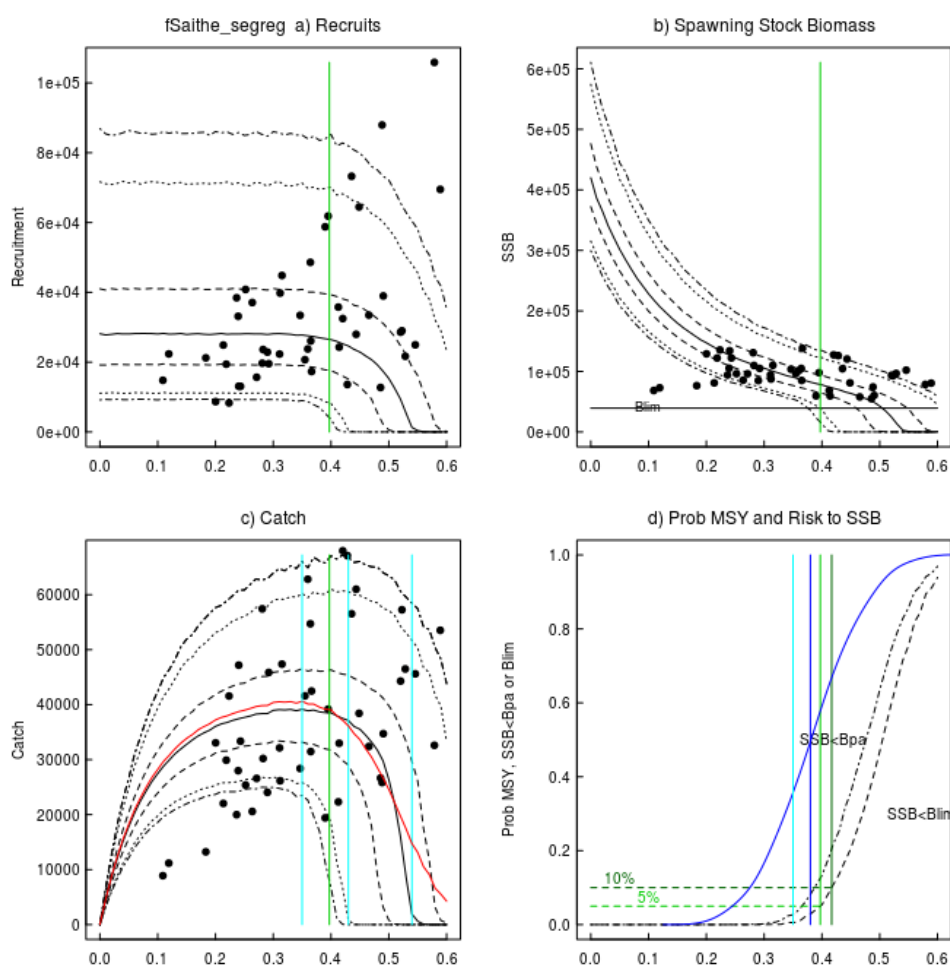 fSaithe_segreg a) Recruits
b) Spawning Stock Biomass
Recruitment
1e+05
8e+04
6e+04
4e+04
2e+04
0e+00
0.0 0.1 0.2 0.3 0.4 0.5 0.6
SSB
6e+05
5e+05
4e+05
3e+05
2e+05
1e+05
0e+00
Blim
0.0 0.1 0.2 0.3 0.4 0.5 0.6
c) Catch
d) Prob MSY and Risk to SSB
Catch
60000
50000
40000
30000
20000
10000
0
0.0 0.1 0.2 0.3 0.4 0.5 0.6
Prob MSY, SSB<Bpa or Blim
1.0
0.8
0.6
0.4
0.2
0.0
SSB<Bpa
SSB<Blim
10%
5%
0.0 0.1 0.2 0.3 0.4 0.5 0.6